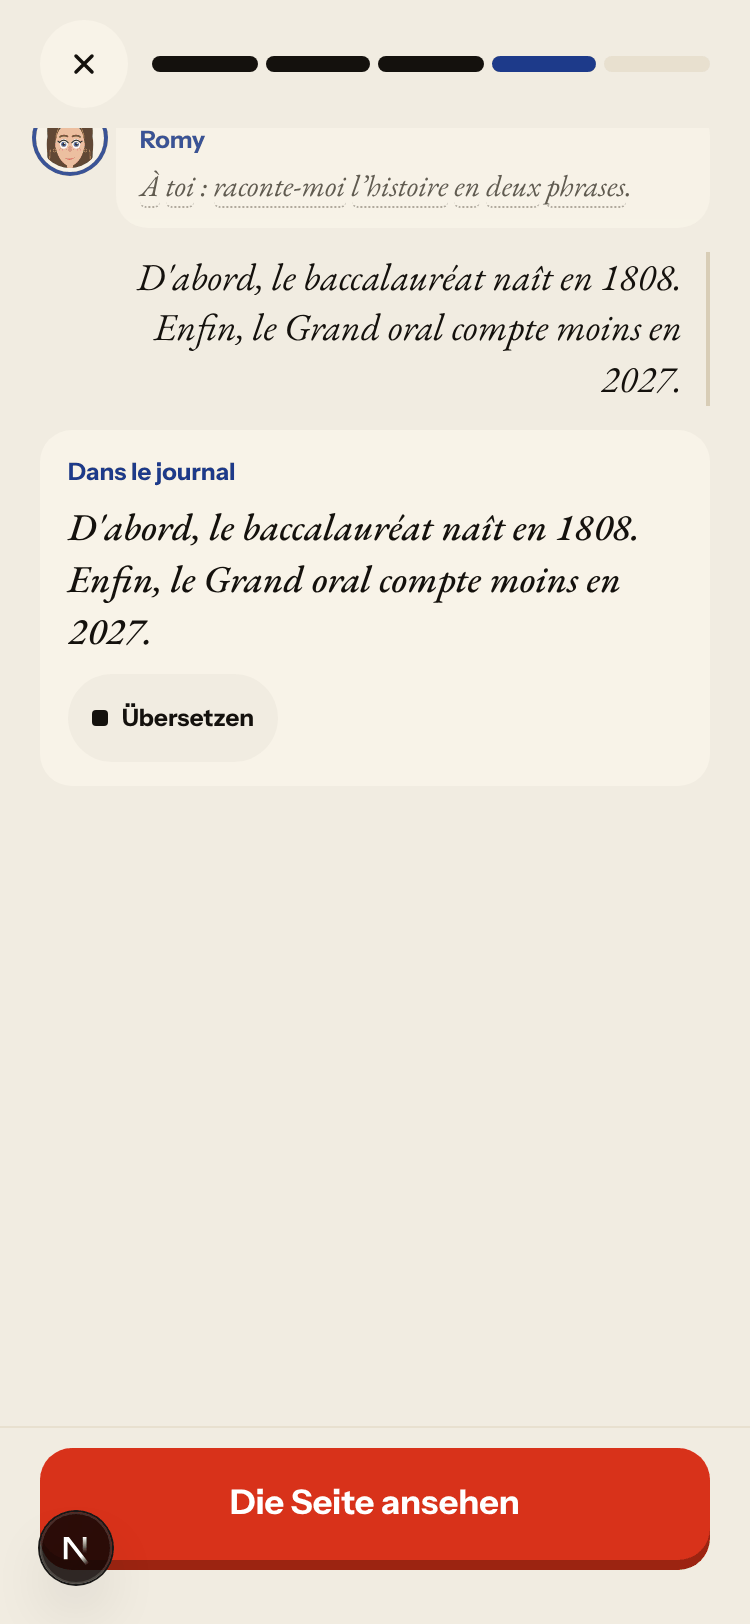 Romy
À toi : raconte-moi l’histoire en deux phrases.
D'abord, le baccalauréat naît en 1808.
Enfin, le Grand oral compte moins en
2027.
Dans le journal
D'abord, le baccalauréat naît en 1808.
Enfin, le Grand oral compte moins en
2027.
Übersetzen
Die Seite ansehen
N